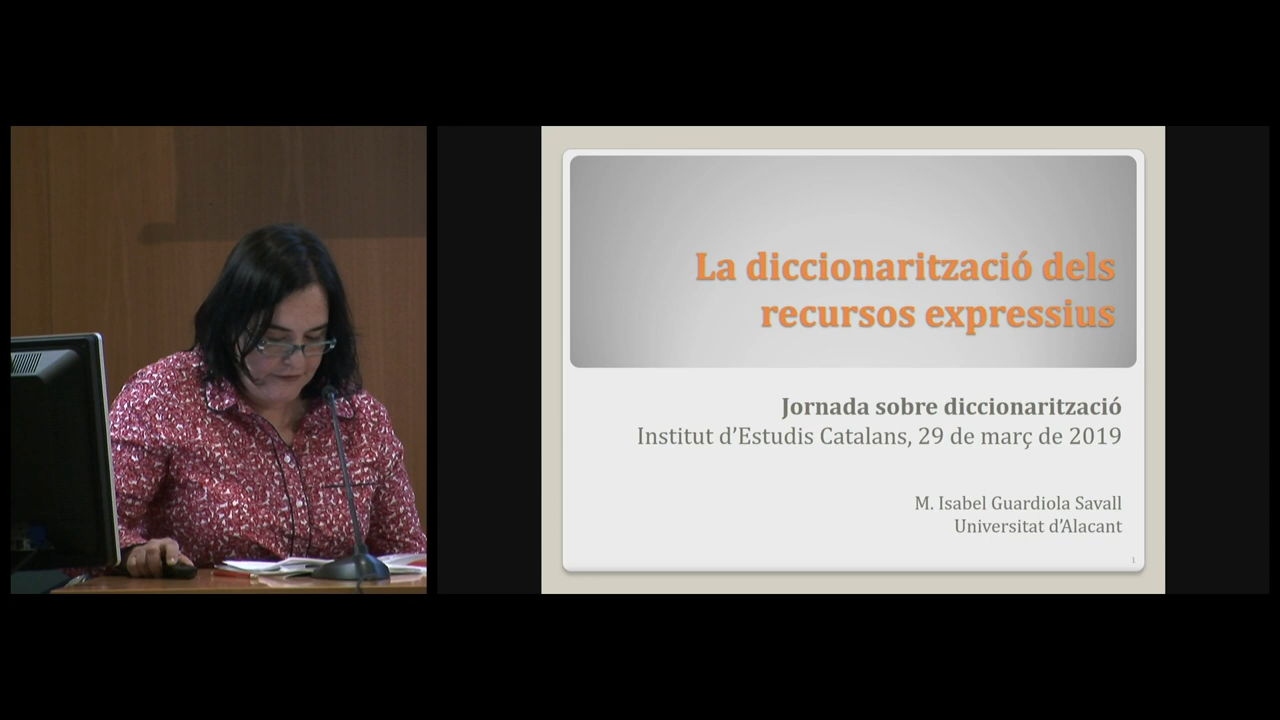 La diccionarització dels
recursos expressius
Jornada sobre diccionarització
Institut d’Estudis Catalans, 29 de març de 2019
M. Isabel Guardiola Savall
Universitat d’Alacant
1